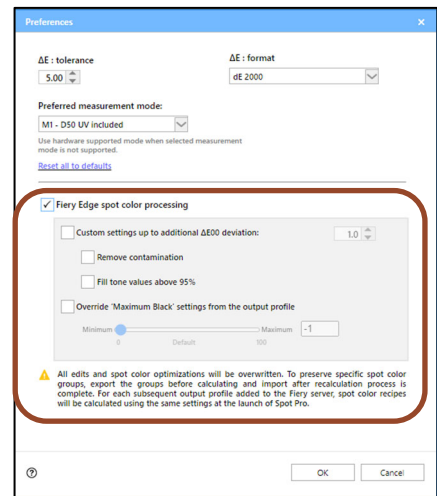 Preferences
ΔE : tolerance ΔE : format
5.00 dE 2000
Preferred measurement mode:
M1 - D50 UV included
Use hardware supported mode when selected measurement
mode is not supported.
Reset all to defaults
Fiery Edge spot color processing
Custom settings up to additional ΔE00 deviation: 1.0
Remove contamination
Fill tone values above 95%
Override 'Maximum Black' settings from the output profile
Minimum Maximum -1
0 Default 100
All edits and spot color optimizations will be overwritten. To preserve specific spot color
groups, export the groups before calculating and import after recalculation process is
complete. For each subsequent output profile added to the Fiery server, spot color recipes
will be calculated using the same settings at the launch of Spot Pro.
OK Cancel